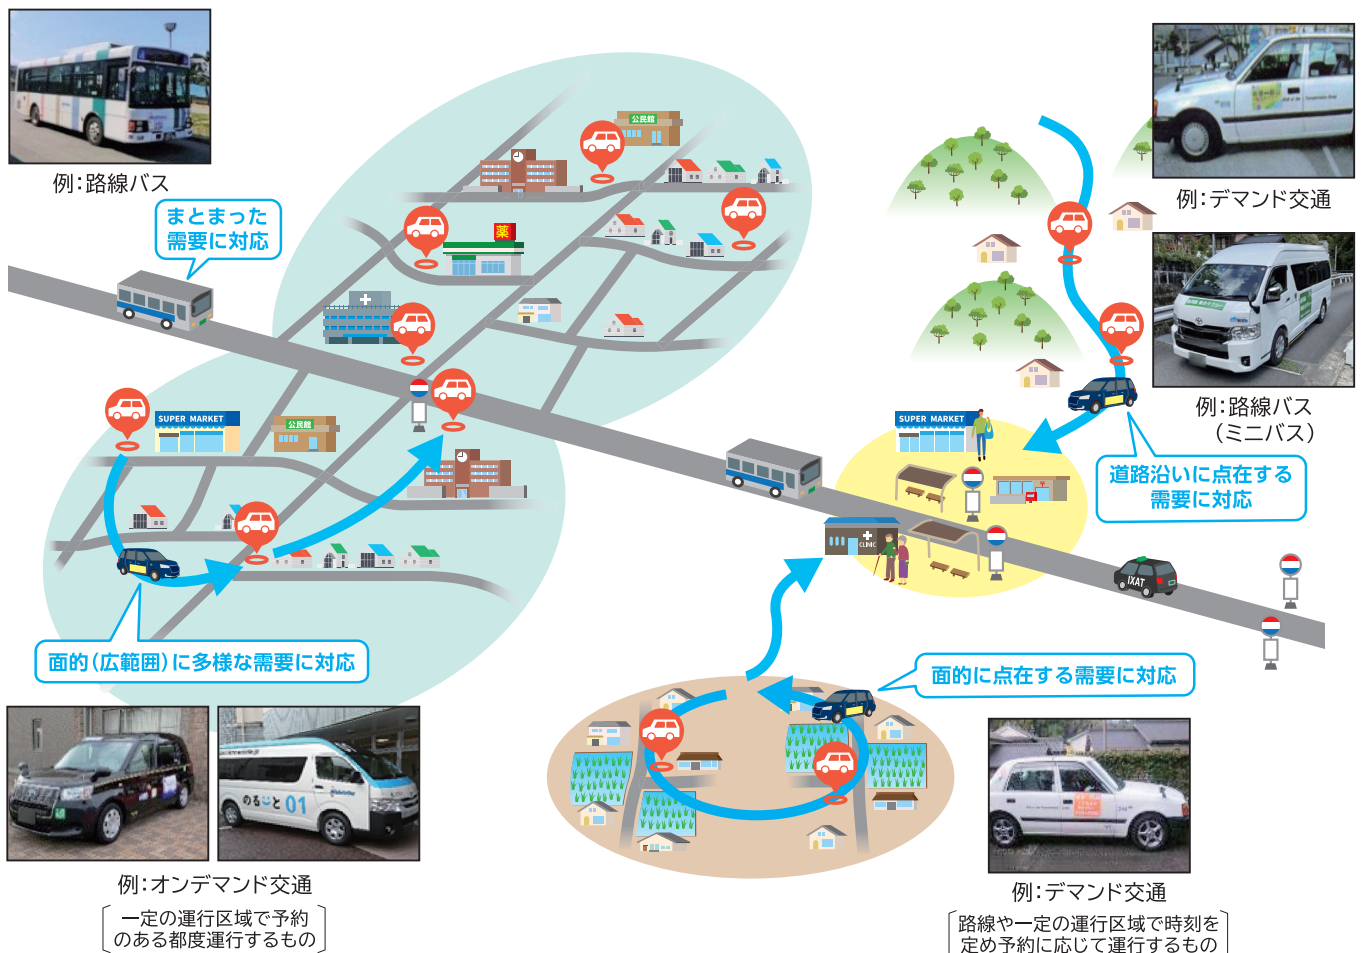 例：路線バス
まとまった
需要に対応
公民館
薬
例：デマンド交通
例：路線バス
（ミニバス）
道路沿いに点在する
需要に対応
SUPER MARKET
公民館
SUPER MARKET
CLINIC
IXAT
面的（広範囲）に多様な需要に対応
面的に点在する需要に対応
のるーと 01
例：オンデマンド交通
一定の運行区域で予約
のある都度運行するもの
例：デマンド交通
路線や一定の運行区域で時刻を
定め予約に応じて運行するもの